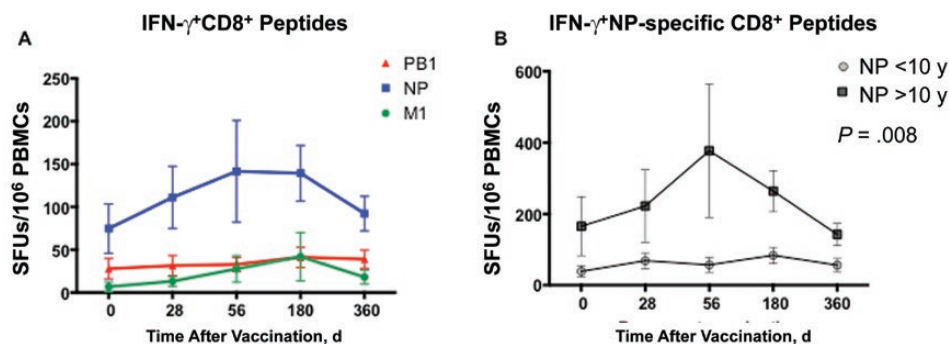 IFN-γ⁺CD8⁺ Peptides
A
PB1
NP
M1
250
200
150
100
50
0
SFUs/10⁶ PBMCs
0 28 56 180 360
Time After Vaccination, d
IFN-γ⁺NP-specific CD8⁺ Peptides
B
NP <10 y
NP >10 y
P = .008
600
400
200
0
SFUs/10⁶ PBMCs
0 28 56 180 360
Time After Vaccination, d